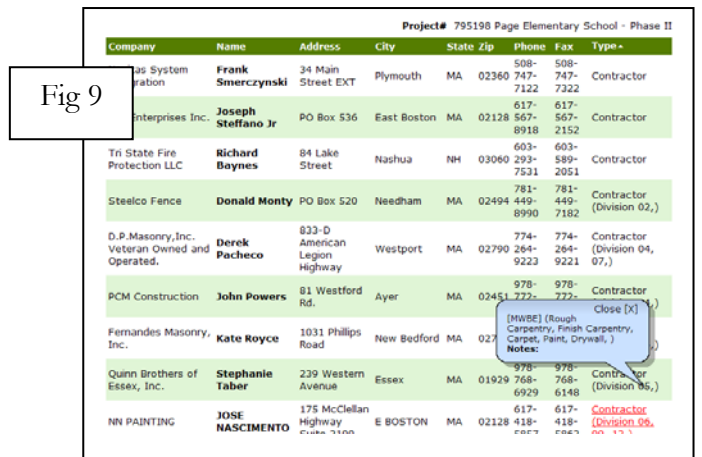 Project# 795198 Page Elementary School - Phase II
Company Name Address City State Zip Phone Fax Type
Fig 9
System Frank Smerczynski 34 Main Street EXT Plymouth MA 02360 508-747-7122 508-747-7322 Contractor
Enterprises Inc. Joseph Steffano Jr PO Box 536 East Boston MA 02128 617-567-8918 617-567-2152 Contractor
Tri State Fire Protection LLC Richard Baynes 84 Lake Street Nashua NH 03060 603-293-7531 603-589-2051 Contractor
Steelco Fence Donald Monty PO Box 520 Needham MA 02494 781-449-8990 781-449-7182 Contractor (Division 02,)
D.P.Masonry,Inc. Veteran Owned and Operated. Derek Pacheco 833-D American Legion Highway Westport MA 02790 774-264-9223 774-264-9221 Contractor (Division 04, 07,)
PCM Construction John Powers 81 Westford Rd. Ayer MA 02451 978-772- 978-772- Contractor
Close [X]
[MWBE] (Rough
Carpentry, Finish Carpentry,
Carpet, Paint, Drywall, )
Notes:
Fernandes Masonry, Inc. Kate Royce 1031 Phillips Road New Bedford MA 027
Quinn Brothers of Essex, Inc. Stephanie Taber 239 Western Avenue Essex MA 01929 978-768-6929 978-768-6148 Contractor (Division 05,)
NN PAINTING JOSE NASCIMENTO 175 McClellan Highway E BOSTON MA 02128 617-418- 617-418- Contractor (Division 06,